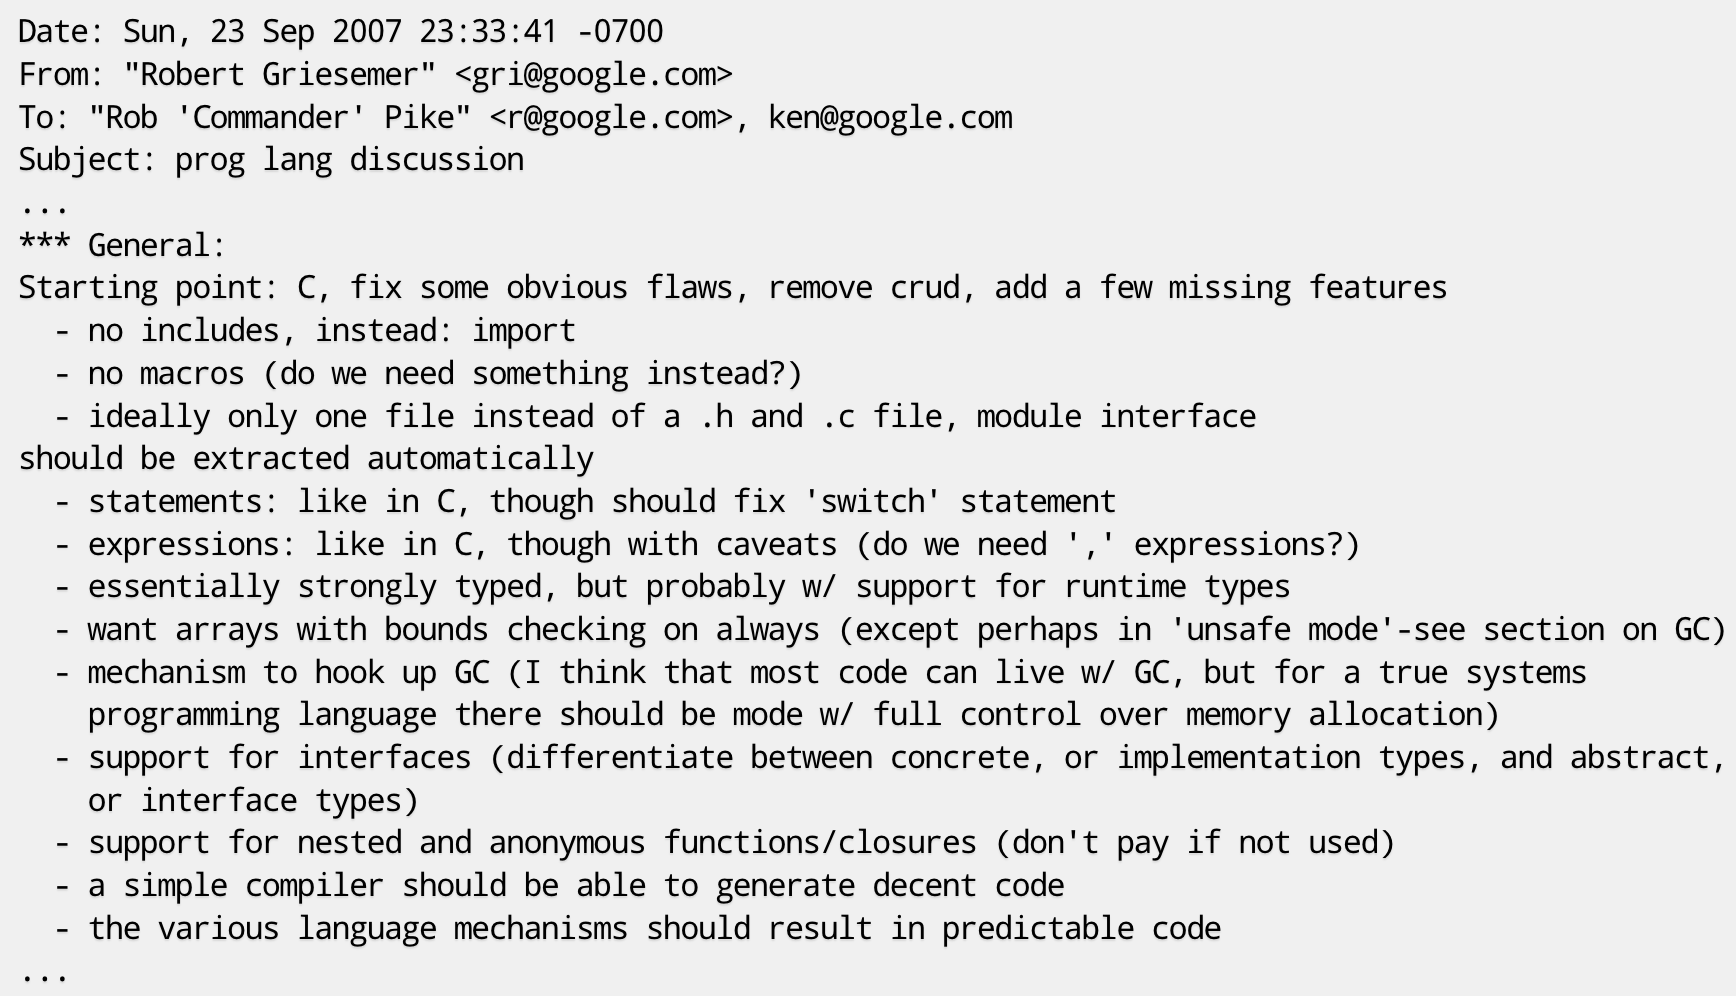 Date: Sun, 23 Sep 2007 23:33:41 -0700
From: "Robert Griesemer" <gri@google.com>
To: "Rob 'Commander' Pike" <r@google.com>, ken@google.com
Subject: prog lang discussion
...
*** General:
Starting point: C, fix some obvious flaws, remove crud, add a few missing features
  - no includes, instead: import
  - no macros (do we need something instead?)
  - ideally only one file instead of a .h and .c file, module interface
should be extracted automatically
  - statements: like in C, though should fix 'switch' statement
  - expressions: like in C, though with caveats (do we need ',' expressions?)
  - essentially strongly typed, but probably w/ support for runtime types
  - want arrays with bounds checking on always (except perhaps in 'unsafe mode'-see section on GC)
  - mechanism to hook up GC (I think that most code can live w/ GC, but for a true systems
    programming language there should be mode w/ full control over memory allocation)
  - support for interfaces (differentiate between concrete, or implementation types, and abstract,
    or interface types)
  - support for nested and anonymous functions/closures (don't pay if not used)
  - a simple compiler should be able to generate decent code
  - the various language mechanisms should result in predictable code
...